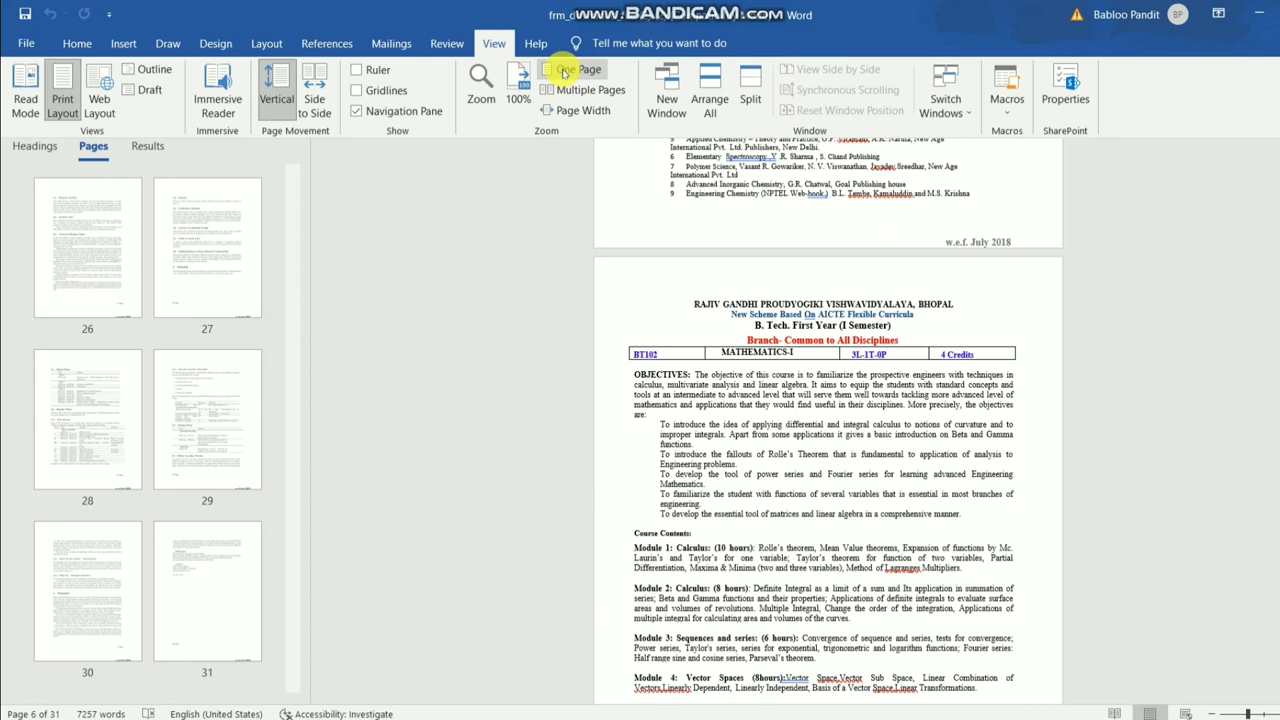 www.BANDICAM.com
frm_d
Word
Babloo Pandit
BP
File
Home
Insert
Draw
Design
Layout
References
Mailings
Review
View
Help
Tell me what you want to do
Read Mode
Print Layout
Web Layout
Outline
Draft
Views
Immersive Reader
Immersive
Vertical
Side to Side
Page Movement
Ruler
Gridlines
Navigation Pane
Show
Zoom
100
100%
One Page
Multiple Pages
Page Width
Zoom
New Window
Arrange All
Split
View Side by Side
Synchronous Scrolling
Reset Window Position
Window
Switch Windows
Macros
Macros
Properties
SharePoint
Headings
Pages
Results
26
27
28
29
30
31
International Pvt. Ltd. Publishers, New Delhi.
6 Elementary Spectroscopy ,Y .R. Sharma , S. Chand Publishing
7 Polymer Science, Vasant R. Gowariker, N. V. Viswanathan, Jayadev Sreedhar, New Age
International Pvt. Ltd
8 Advanced Inorganic Chemistry, G.R. Chatwal, Goal Publishing house
9 Engineering Chemistry (NPTEL Web-book.) B.L. Tembe, Kamaluddin and M.S. Krishna
w.e.f. July 2018
RAJIV GANDHI PROUDYOGIKI VISHWAVIDYALAYA, BHOPAL
New Scheme Based On AICTE Flexible Curricula
B. Tech. First Year (I Semester)
Branch- Common to All Disciplines
BT102 MATHEMATICS-I 3L-1T-0P 4 Credits
OBJECTIVES: The objective of this course is to familiarize the prospective engineers with techniques in
calculus, multivariate analysis and linear algebra. It aims to equip the students with standard concepts and
tools at an intermediate to advanced level that will serve them well towards tackling more advanced level of
mathematics and applications that they would find useful in their disciplines. More precisely, the objectives
are:
To introduce the idea of applying differential and integral calculus to notions of curvature and to
improper integrals. Apart from some applications it gives a basic introduction on Beta and Gamma
functions.
To introduce the fallouts of Rolle's Theorem that is fundamental to application of analysis to
Engineering problems.
To develop the tool of power series and Fourier series for learning advanced Engineering
Mathematics.
To familiarize the student with functions of several variables that is essential in most branches of
engineering.
To develop the essential tool of matrices and linear algebra in a comprehensive manner.
Course Contents:
Module 1: Calculus: (10 hours): Rolle's theorem, Mean Value theorems, Expansion of functions by Mc.
Laurin's and Taylor's for one variable; Taylor's theorem for function of two variables, Partial
Differentiation, Maxima & Minima (two and three variables), Method of Lagranges Multipliers.
Module 2: Calculus: (8 hours): Definite Integral as a limit of a sum and Its application in summation of
series; Beta and Gamma functions and their properties; Applications of definite integrals to evaluate surface
areas and volumes of revolutions. Multiple Integral, Change the order of the integration, Applications of
multiple integral for calculating area and volumes of the curves.
Module 3: Sequences and series: (6 hours): Convergence of sequence and series, tests for convergence;
Power series, Taylor's series, series for exponential, trigonometric and logarithm functions; Fourier series:
Half range sine and cosine series, Parseval's theorem.
Module 4: Vector Spaces (8hours):Vector Space,Vector Sub Space, Linear Combination of
Vectors,Linearly Dependent, Linearly Independent, Basis of a Vector Space,Linear Transformations.
Page 6 of 31
7257 words
English (United States)
Accessibility: Investigate